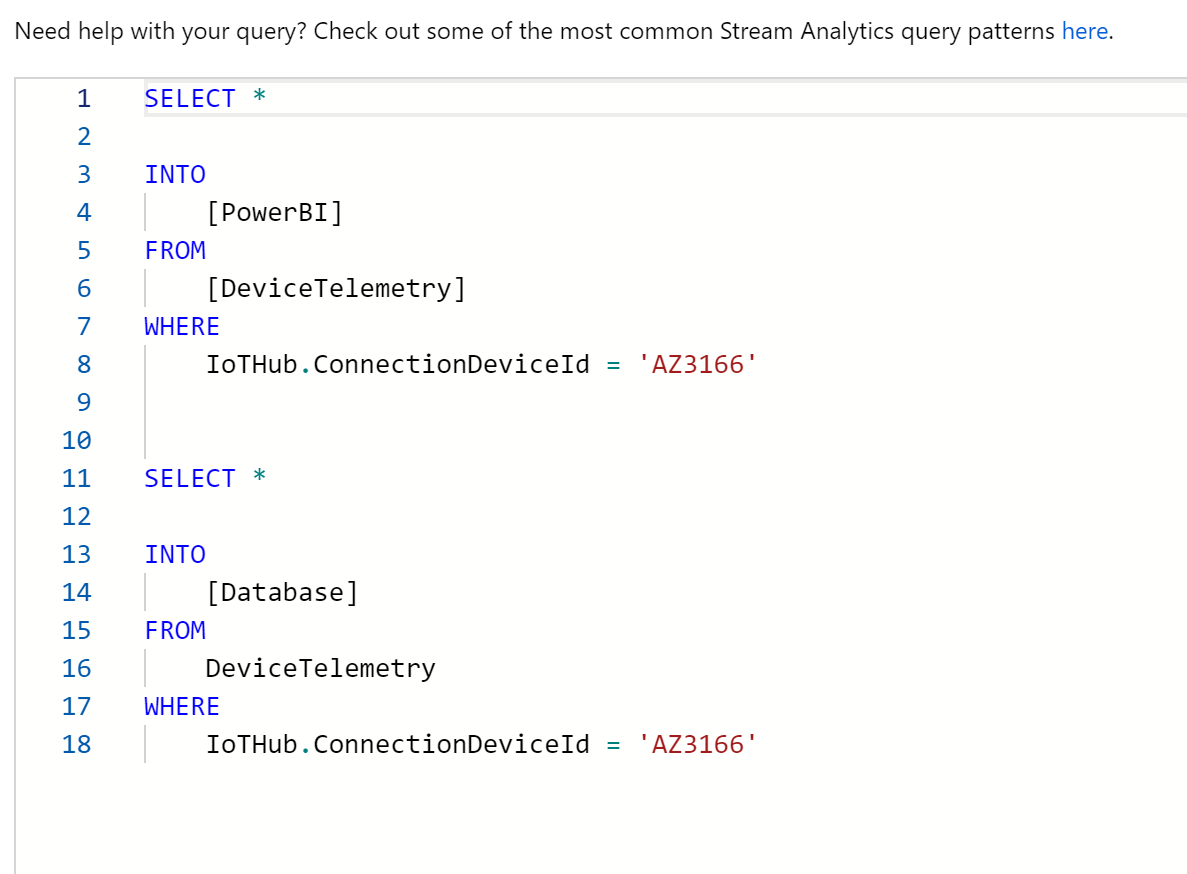 Need help with your query? Check out some of the most common Stream Analytics query patterns here.
1 SELECT *
2
3 INTO
4 [PowerBI]
5 FROM
6 [DeviceTelemetry]
7 WHERE
8 IoTHub.ConnectionDeviceId = 'AZ3166'
9
10
11 SELECT *
12
13 INTO
14 [Database]
15 FROM
16 DeviceTelemetry
17 WHERE
18 IoTHub.ConnectionDeviceId = 'AZ3166'